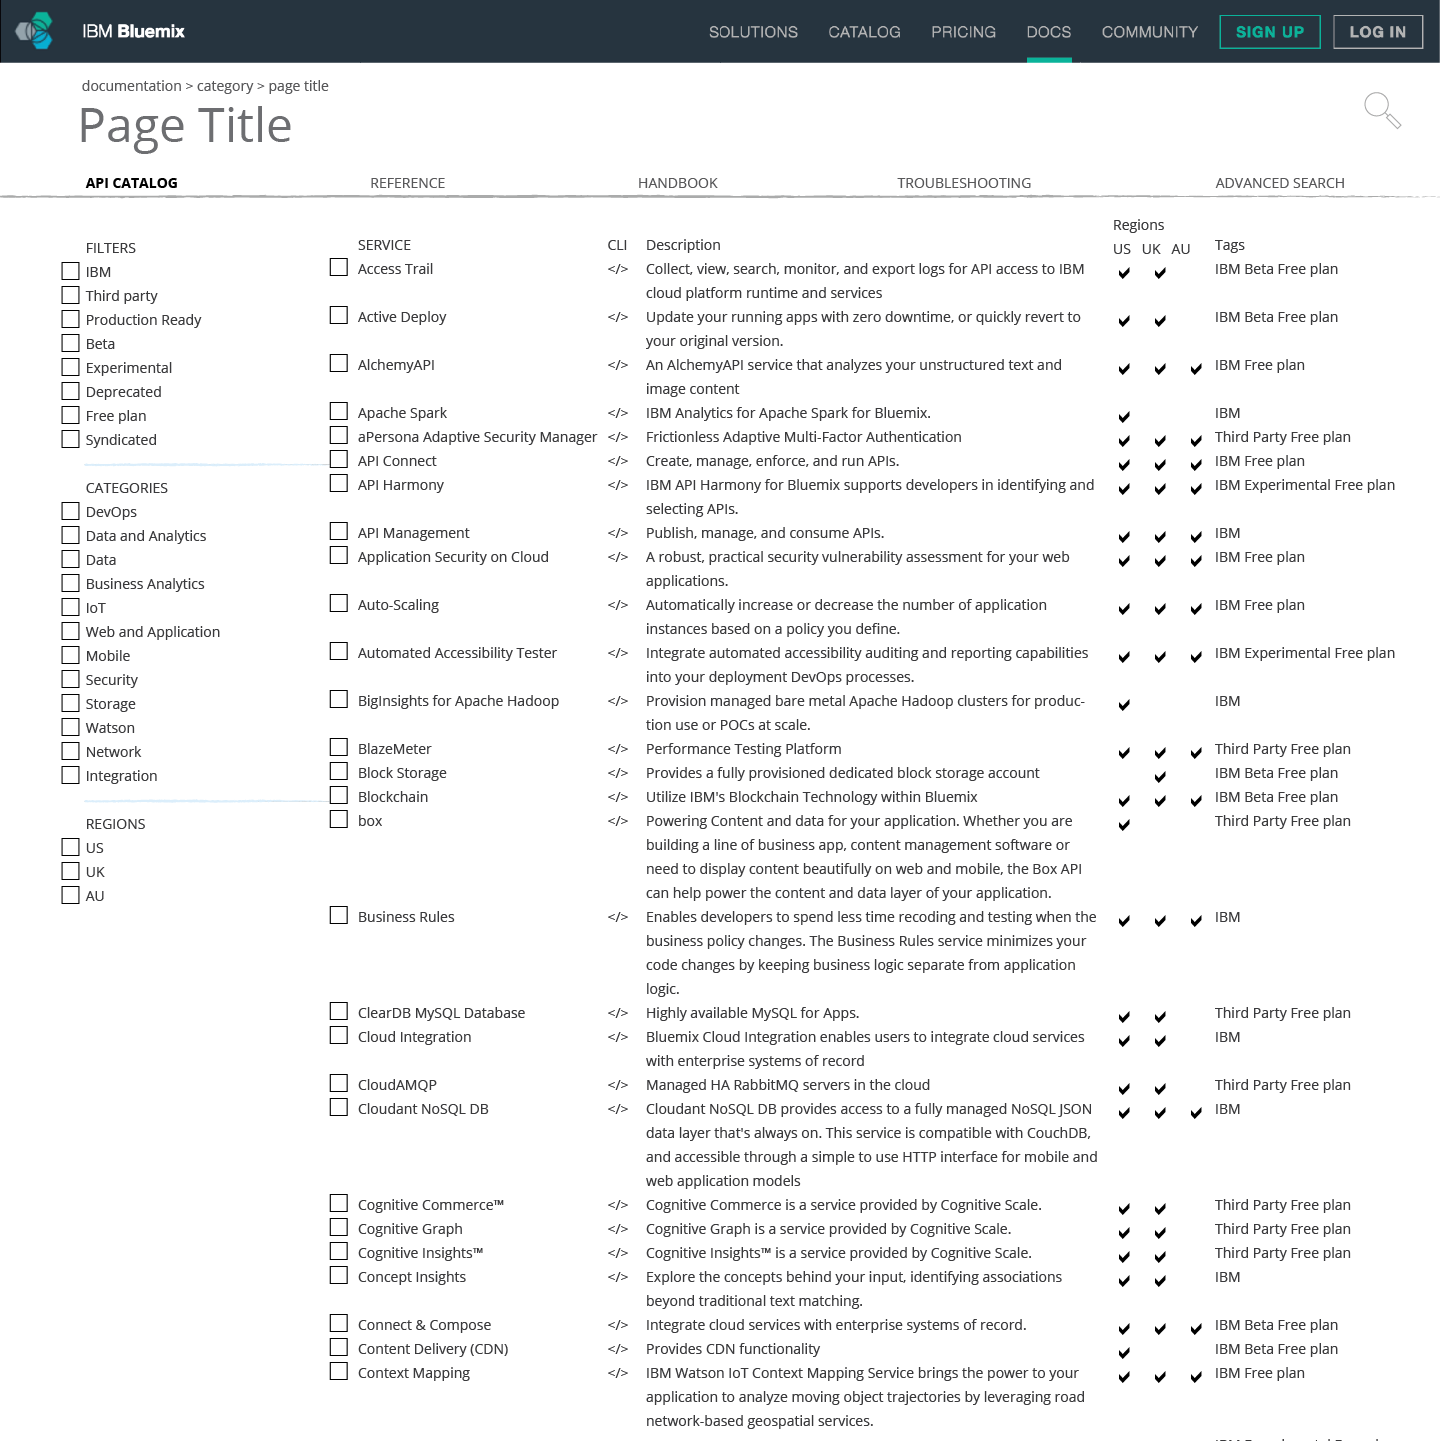 IBM Bluemix
SOLUTIONS CATALOG PRICING DOCS COMMUNITY SIGN UP LOG IN
documentation > category > page title
Page Title
API CATALOG REFERENCE HANDBOOK TROUBLESHOOTING ADVANCED SEARCH
FILTERS
IBM
Third party
Production Ready
Beta
Experimental
Deprecated
Free plan
Syndicated
CATEGORIES
DevOps
Data and Analytics
Data
Business Analytics
IoT
Web and Application
Mobile
Security
Storage
Watson
Network
Integration
REGIONS
US
UK
AU
Regions
SERVICE CLI Description US UK AU Tags
Access Trail </> Collect, view, search, monitor, and export logs for API access to IBM IBM Beta Free plan
cloud platform runtime and services
Active Deploy </> Update your running apps with zero downtime, or quickly revert to IBM Beta Free plan
your original version.
AlchemyAPI </> An AlchemyAPI service that analyzes your unstructured text and IBM Free plan
image content
Apache Spark </> IBM Analytics for Apache Spark for Bluemix. IBM
aPersona Adaptive Security Manager </> Frictionless Adaptive Multi-Factor Authentication Third Party Free plan
API Connect </> Create, manage, enforce, and run APIs. IBM Free plan
API Harmony </> IBM API Harmony for Bluemix supports developers in identifying and IBM Experimental Free plan
selecting APIs.
API Management </> Publish, manage, and consume APIs. IBM
Application Security on Cloud </> A robust, practical security vulnerability assessment for your web IBM Free plan
applications.
Auto-Scaling </> Automatically increase or decrease the number of application IBM Free plan
instances based on a policy you define.
Automated Accessibility Tester </> Integrate automated accessibility auditing and reporting capabilities IBM Experimental Free plan
into your deployment DevOps processes.
BigInsights for Apache Hadoop </> Provision managed bare metal Apache Hadoop clusters for produc- IBM
tion use or POCs at scale.
BlazeMeter </> Performance Testing Platform Third Party Free plan
Block Storage </> Provides a fully provisioned dedicated block storage account IBM Beta Free plan
Blockchain </> Utilize IBM's Blockchain Technology within Bluemix IBM Beta Free plan
box </> Powering Content and data for your application. Whether you are Third Party Free plan
building a line of business app, content management software or
need to display content beautifully on web and mobile, the Box API
can help power the content and data layer of your application.
Business Rules </> Enables developers to spend less time recoding and testing when the IBM
business policy changes. The Business Rules service minimizes your
code changes by keeping business logic separate from application
logic.
ClearDB MySQL Database </> Highly available MySQL for Apps. Third Party Free plan
Cloud Integration </> Bluemix Cloud Integration enables users to integrate cloud services IBM
with enterprise systems of record
CloudAMQP </> Managed HA RabbitMQ servers in the cloud Third Party Free plan
Cloudant NoSQL DB </> Cloudant NoSQL DB provides access to a fully managed NoSQL JSON IBM
data layer that's always on. This service is compatible with CouchDB,
and accessible through a simple to use HTTP interface for mobile and
web application models
Cognitive Commerce™ </> Cognitive Commerce is a service provided by Cognitive Scale. Third Party Free plan
Cognitive Graph </> Cognitive Graph is a service provided by Cognitive Scale. Third Party Free plan
Cognitive Insights™ </> Cognitive Insights™ is a service provided by Cognitive Scale. Third Party Free plan
Concept Insights </> Explore the concepts behind your input, identifying associations IBM
beyond traditional text matching.
Connect & Compose </> Integrate cloud services with enterprise systems of record. IBM Beta Free plan
Content Delivery (CDN) </> Provides CDN functionality IBM Beta Free plan
Context Mapping </> IBM Watson IoT Context Mapping Service brings the power to your IBM Free plan
application to analyze moving object trajectories by leveraging road
network-based geospatial services.